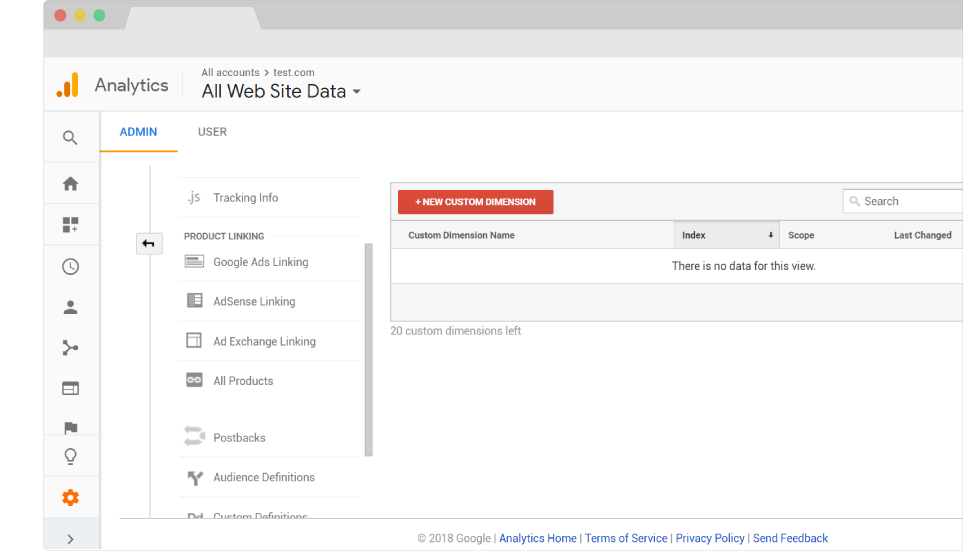 All accounts > test.com
Analytics
All Web Site Data
ADMIN
USER
.js Tracking Info
PRODUCT LINKING
Google Ads Linking
AdSense Linking
Ad Exchange Linking
All Products
Postbacks
Audience Definitions
Dd Custom Definitions
+ NEW CUSTOM DIMENSION
Search
Custom Dimension Name Index Scope Last Changed
There is no data for this view.
20 custom dimensions left
© 2018 Google | Analytics Home | Terms of Service | Privacy Policy | Send Feedback